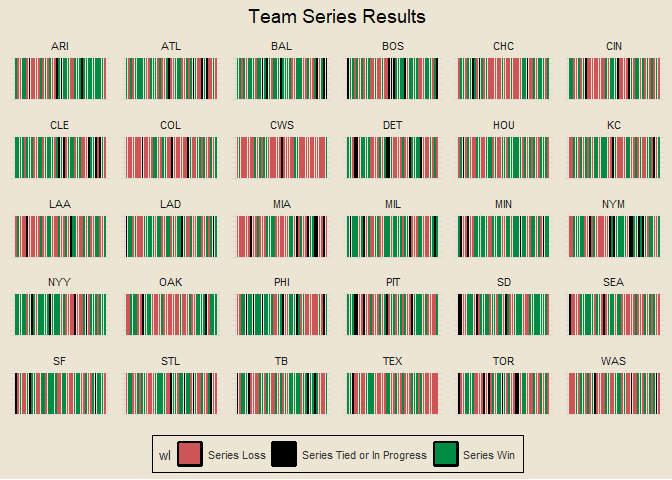 Team Series Results
ARI ATL BAL BOS CHC CIN
CLE COL CWS DET HOU KC
LAA LAD MIA MIL MIN NYM
NYY OAK PHI PIT SD SEA
SF STL TB TEX TOR WAS
wl Series Loss Series Tied or In Progress Series Win